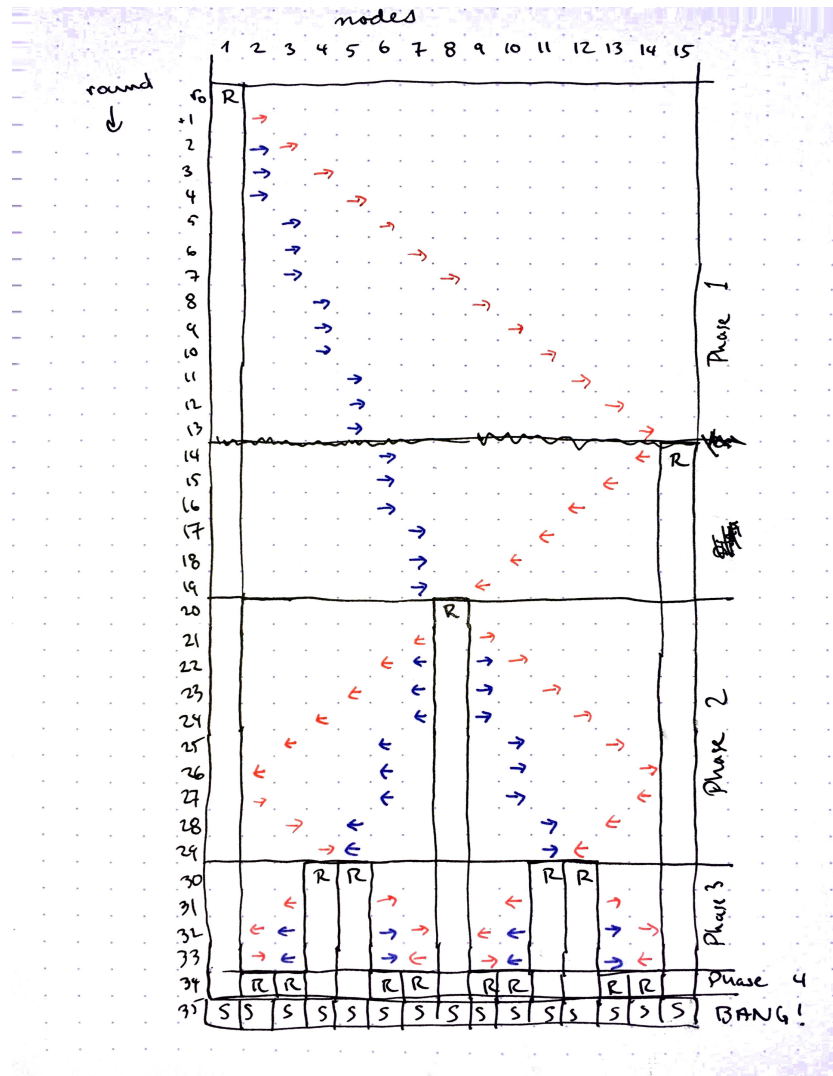 nodes
1 2 3 4 5 6 7 8 9 10 11 12 13 14 15
round
r0 R
+1
2
3
4
5
6
7
8
9
10
11
12
13
Phase 1
14 R
15
16
17
18
19
20 R
21
22
23
24
25
26
27
28
29
Phase 2
30 R R R R
31
32
33
Phase 3
34 R R R R R R R R Phase 4
35 S S S S S S S S S S S S S S S BANG!